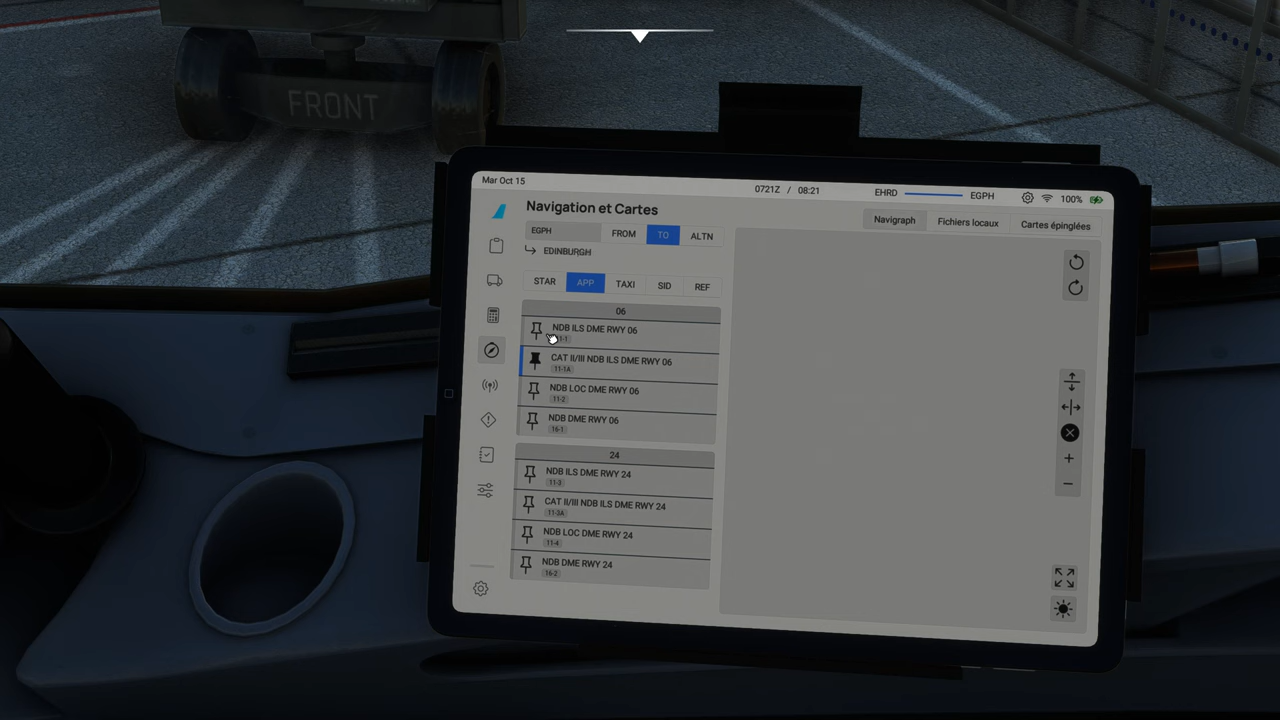 FRONT
Mar Oct 15
0721Z / 08:21
EHRD
EGPH
100%
Navigation et Cartes
Navigraph
Fichiers locaux
Cartes épinglées
EGPH
FROM
TO
ALTN
EDINBURGH
STAR
APP
TAXI
SID
REF
06
NDB ILS DME RWY 06
CAT II/III NDB ILS DME RWY 06
11-1A
NDB LOC DME RWY 06
11-2
NDB DME RWY 06
16-1
24
NDB ILS DME RWY 24
11-3
CAT II/III NDB ILS DME RWY 24
11-3A
NDB LOC DME RWY 24
11-4
NDB DME RWY 24
16-2